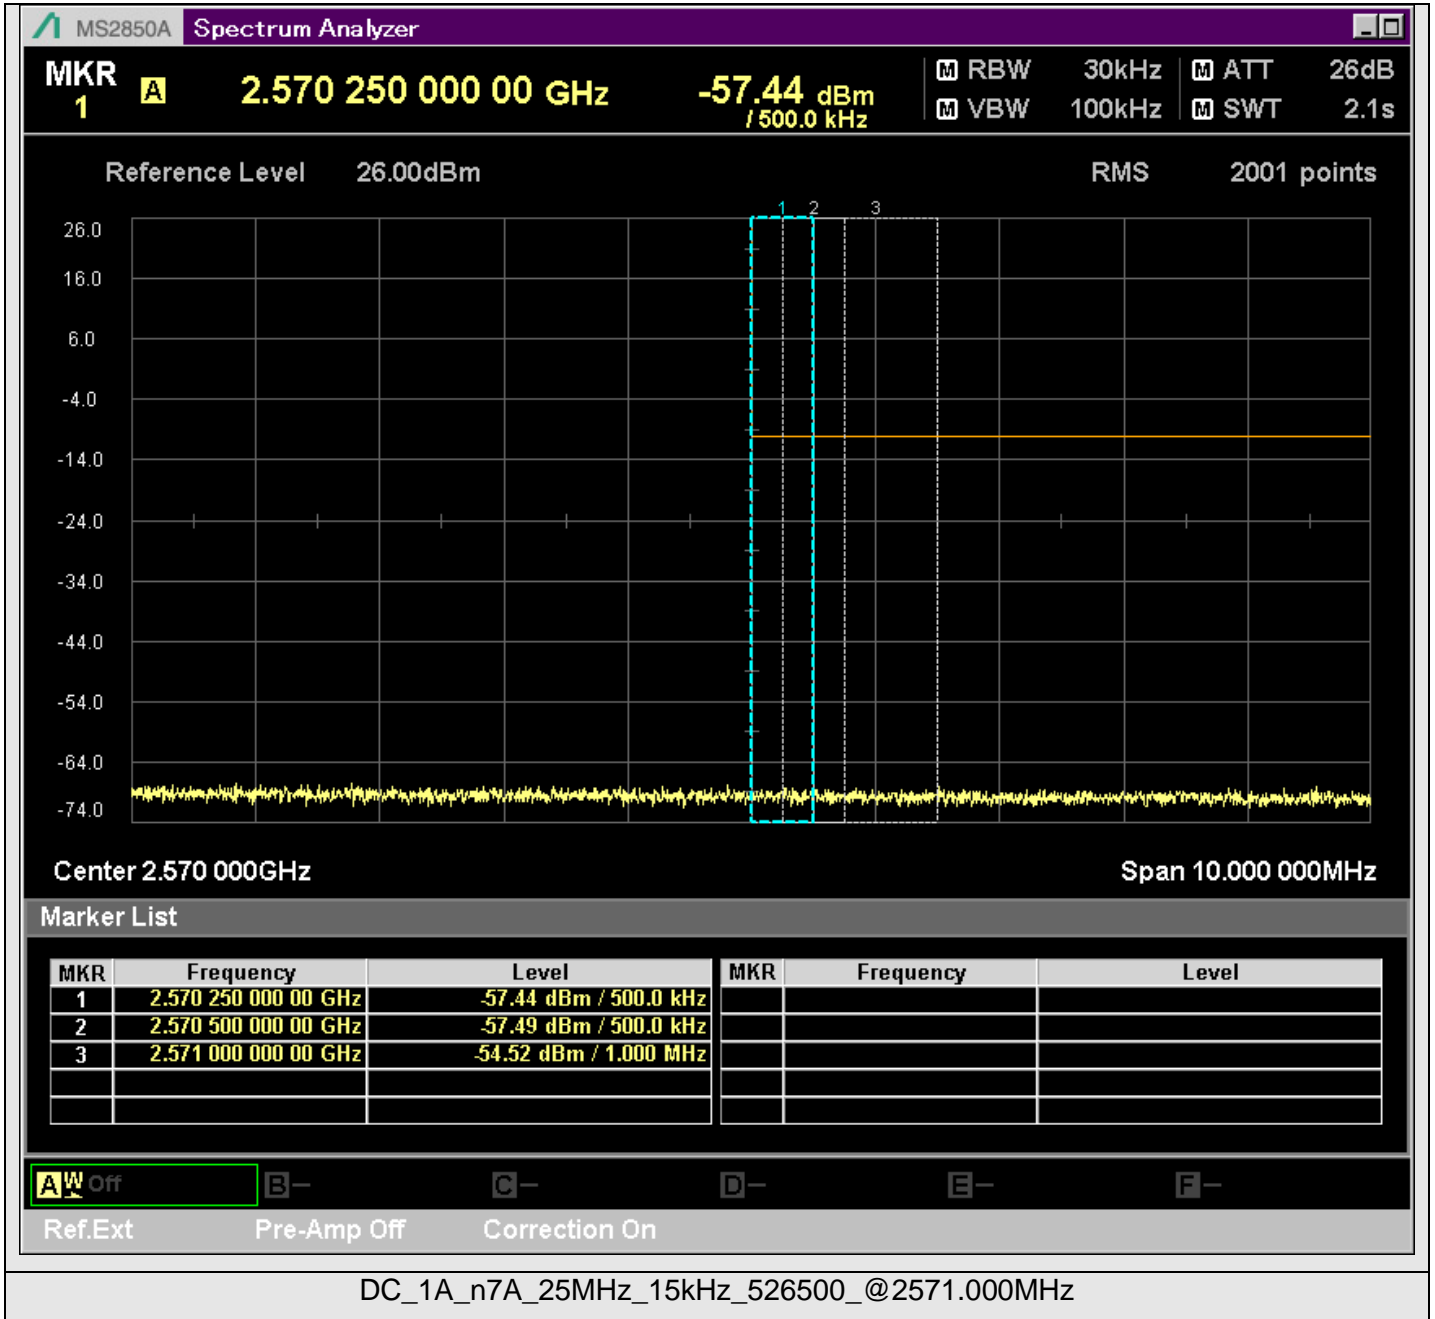 MS2850A Spectrum Analyzer
MKR 1 A 2.570 250 000 00 GHz -57.44 dBm / 500.0 kHz
M RBW 30kHz M ATT 26dB
M VBW 100kHz M SWT 2.1s
Reference Level 26.00dBm RMS 2001 points
1 2 3
26.0
16.0
6.0
-4.0
-14.0
-24.0
-34.0
-44.0
-54.0
-64.0
-74.0
Center 2.570 000GHz Span 10.000 000MHz
Marker List
MKR Frequency Level MKR Frequency Level
1 2.570 250 000 00 GHz -57.44 dBm / 500.0 kHz
2 2.570 500 000 00 GHz -57.49 dBm / 500.0 kHz
3 2.571 000 000 00 GHz -54.52 dBm / 1.000 MHz
A W Off B - C - D - E - F -
Ref.Ext Pre-Amp Off Correction On
DC_1A_n7A_25MHz_15kHz_526500_@2571.000MHz